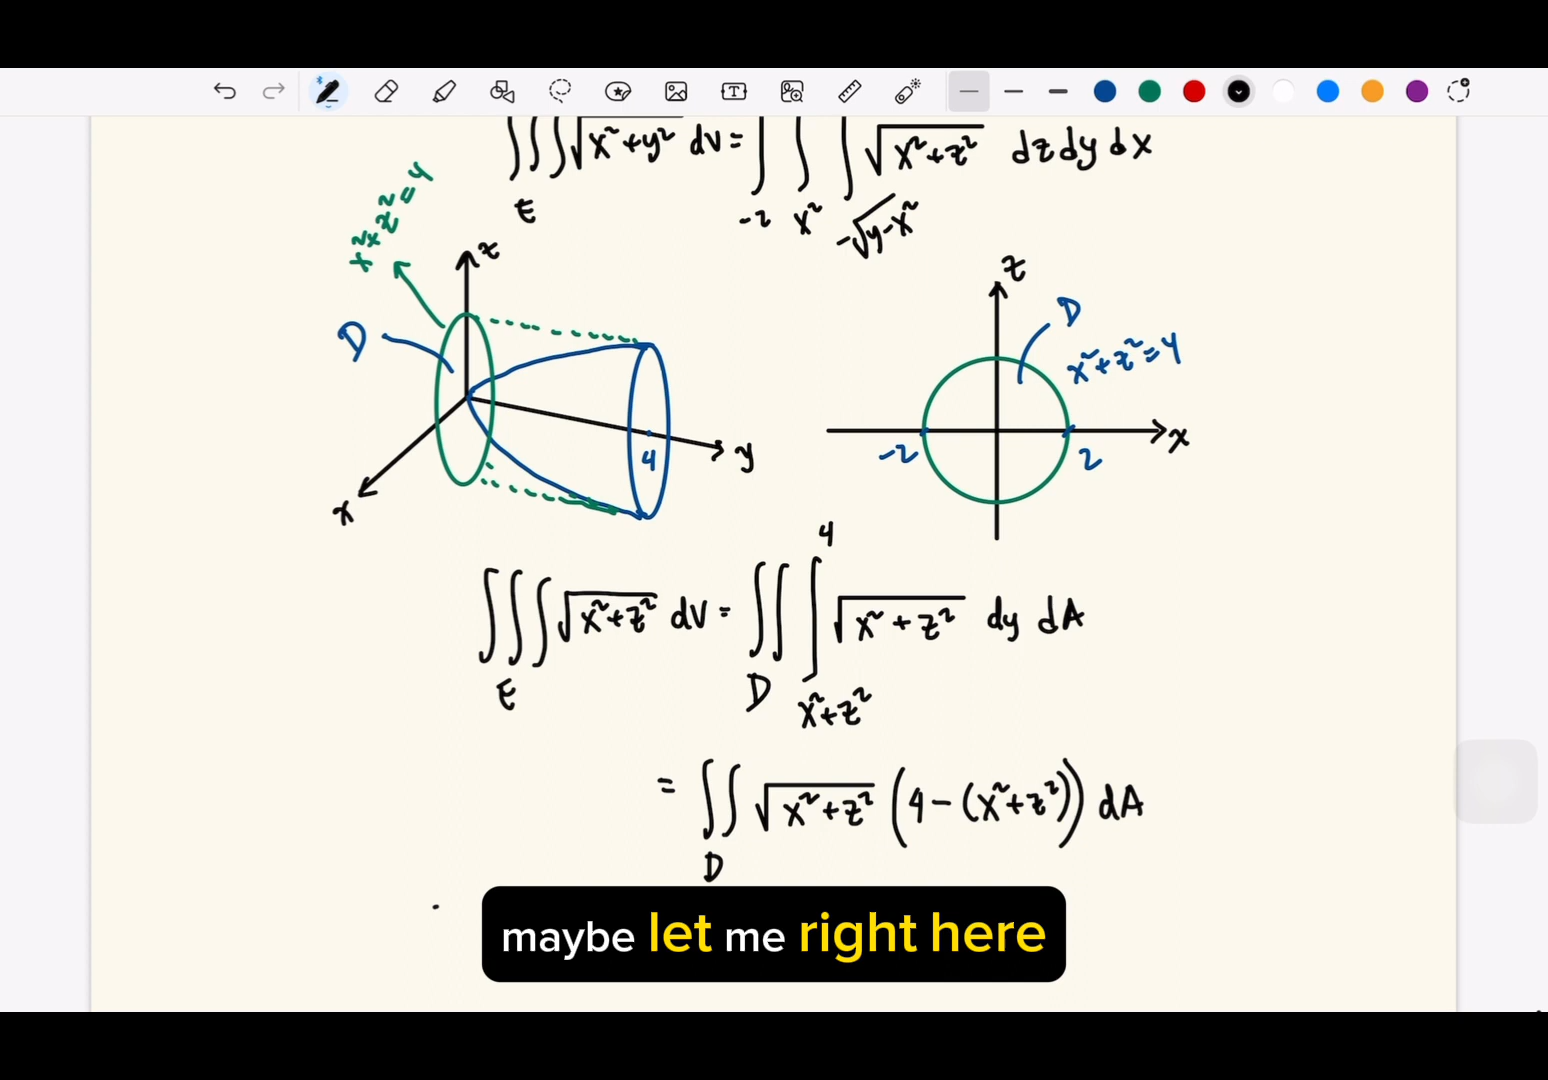 ∭_E √(x²+y²) dV = ∫_{-2} ∫_{x²} ∫_{-√(y-x²)} √(x²+z²) dz dy dx
x²+z²=4
z
D
y
4
x
z
D
x²+z²=4
-2
2
x
∭_E √(x²+z²) dV = ∬_D ∫_{x²+z²}^{4} √(x²+z²) dy dA
= ∬_D √(x²+z²) (4-(x²+z²)) dA
maybe let me right here